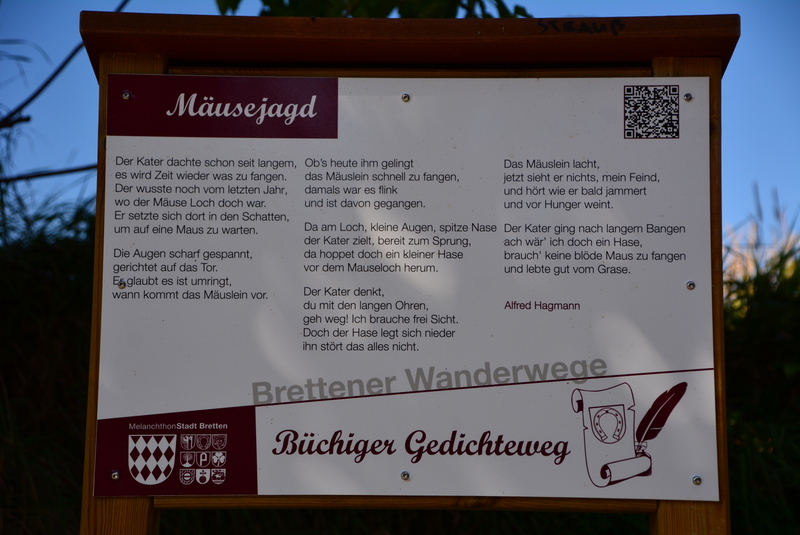 STRAUB
Mäusejagd
Der Kater dachte schon seit langem,
es wird Zeit wieder was zu fangen.
Der wusste noch vom letzten Jahr,
wo der Mäuse Loch doch war.
Er setzte sich dort in den Schatten,
um auf eine Maus zu warten.
Die Augen scharf gespannt,
gerichtet auf das Tor.
Er glaubt es ist umringt,
wann kommt das Mäuslein vor.
Ob's heute ihm gelingt
das Mäuslein schnell zu fangen,
damals war es flink
und ist davon gegangen.
Da am Loch, kleine Augen, spitze Nase
der Kater zielt, bereit zum Sprung,
da hoppet doch ein kleiner Hase
vor dem Mauseloch herum.
Der Kater denkt,
du mit den langen Ohren,
geh weg! Ich brauche frei Sicht.
Doch der Hase legt sich nieder
ihn stört das alles nicht.
Das Mäuslein lacht,
jetzt sieht er nichts, mein Feind,
und hört wie er bald jammert
und vor Hunger weint.
Der Kater ging nach langem Bangen
ach wär' ich doch ein Hase,
brauch' keine blöde Maus zu fangen
und lebte gut vom Grase.
Alfred Hagmann
Brettener Wanderwege
MelanchthonStadt Bretten
Büchiger Gedichteweg